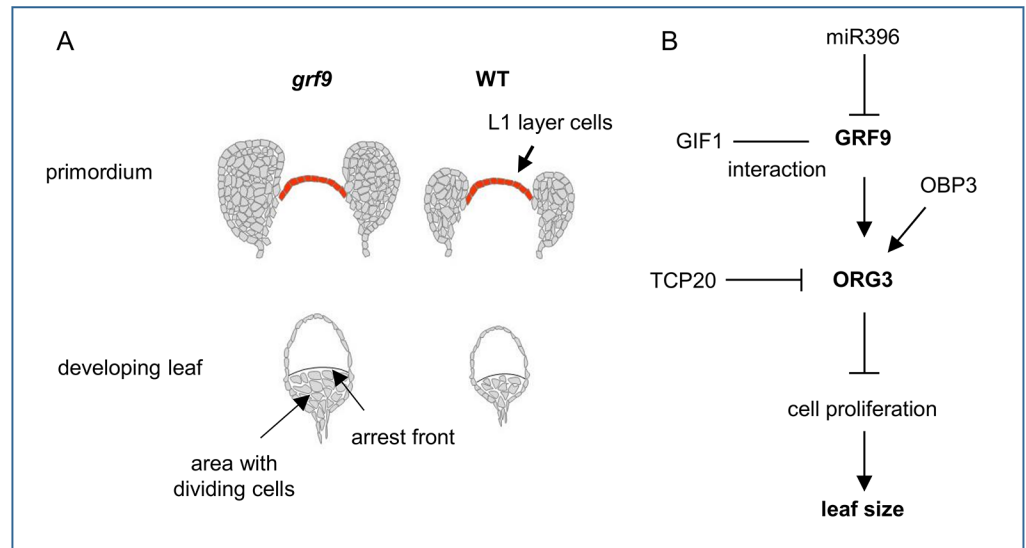 A
grf9
WT
L1 layer cells
primordium
developing leaf
arrest front
area with
dividing cells
B
miR396
GIF1
GRF9
interaction
OBP3
TCP20
ORG3
cell proliferation
leaf size